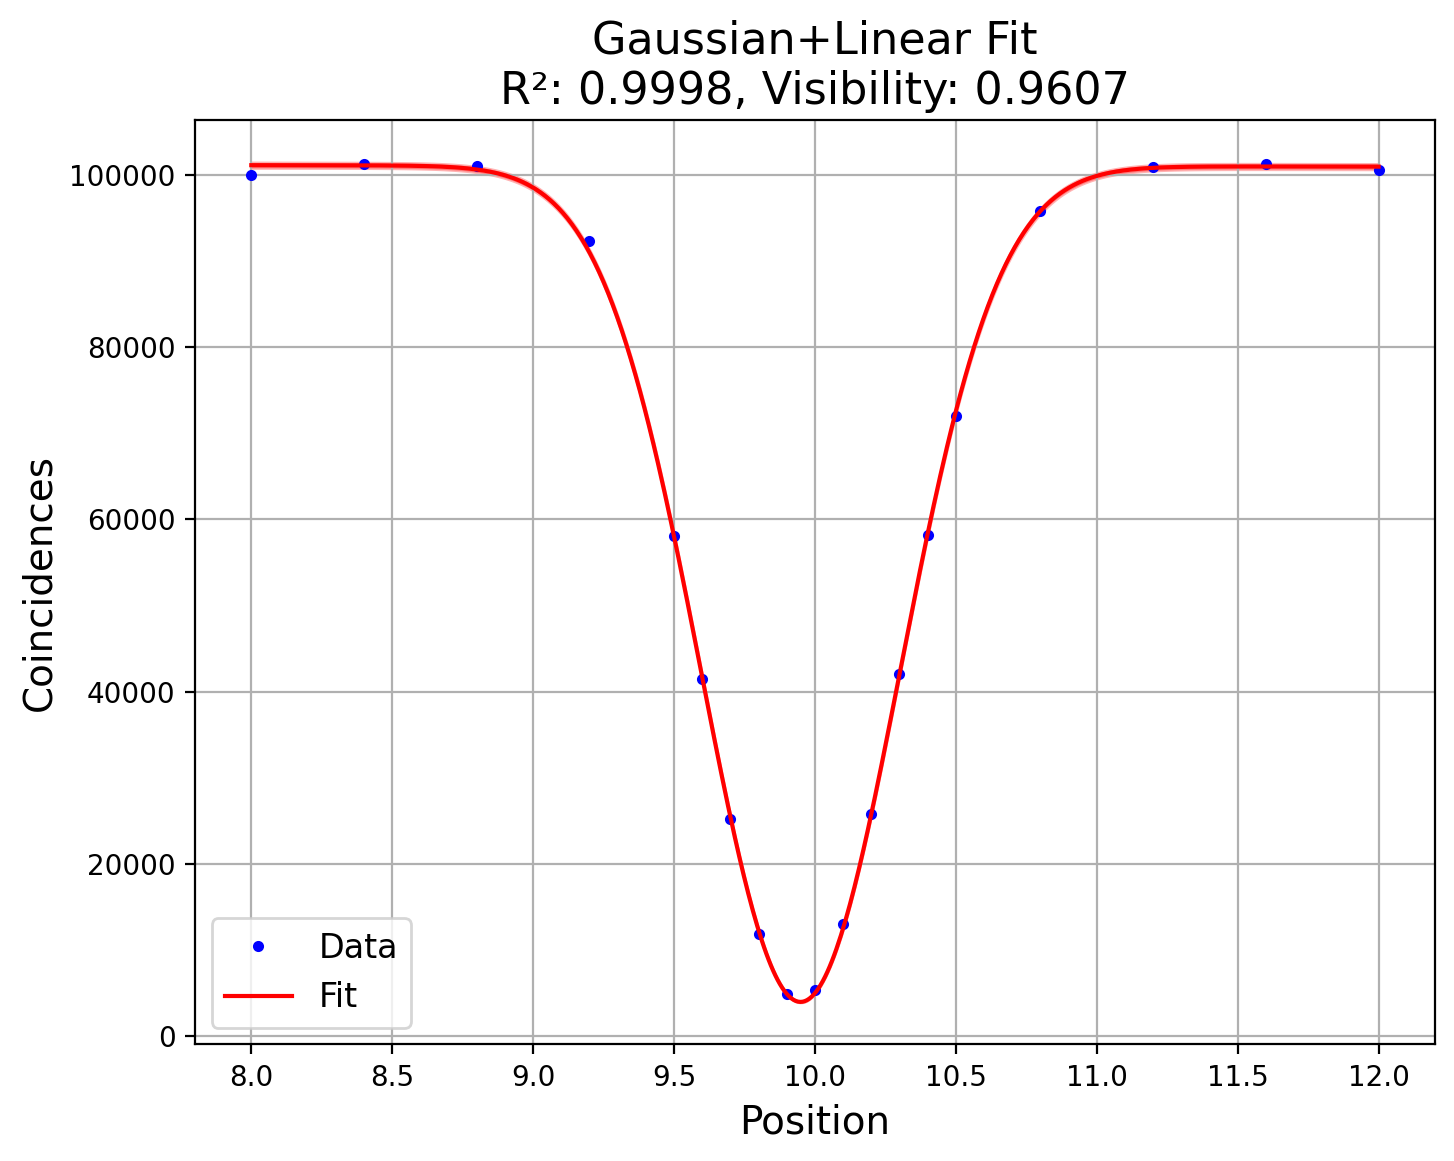 Gaussian+Linear Fit
R²: 0.9998, Visibility: 0.9607
100000
80000
60000
40000
20000
0
Coincidences
Data
Fit
8.0 8.5 9.0 9.5 10.0 10.5 11.0 11.5 12.0
Position